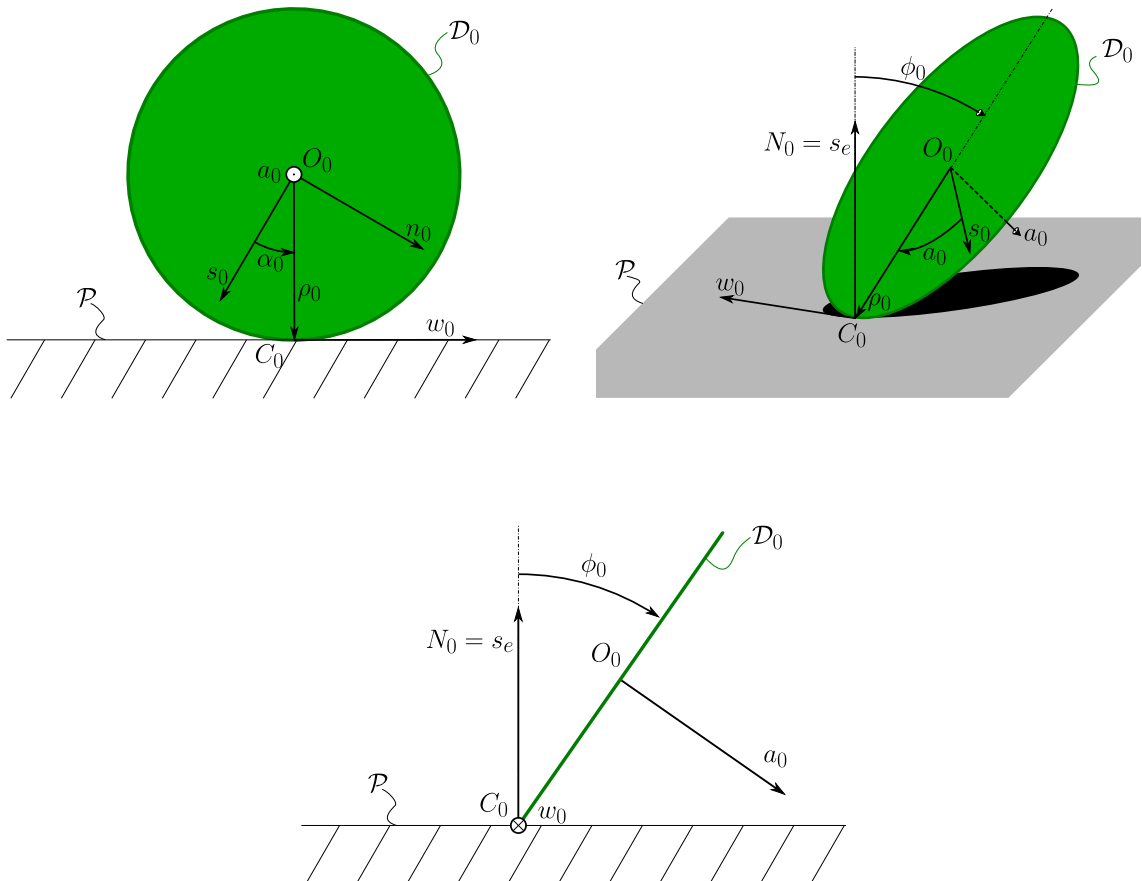 𝒟₀
a₀ O₀
n₀
s₀ α₀
ρ₀
𝒫
w₀
C₀
ϕ₀
𝒟₀
N₀ = sₑ
O₀
s₀ a₀
a₀
𝒫
w₀
ρ₀
C₀
ϕ₀
𝒟₀
N₀ = sₑ
O₀
a₀
𝒫
C₀ w₀